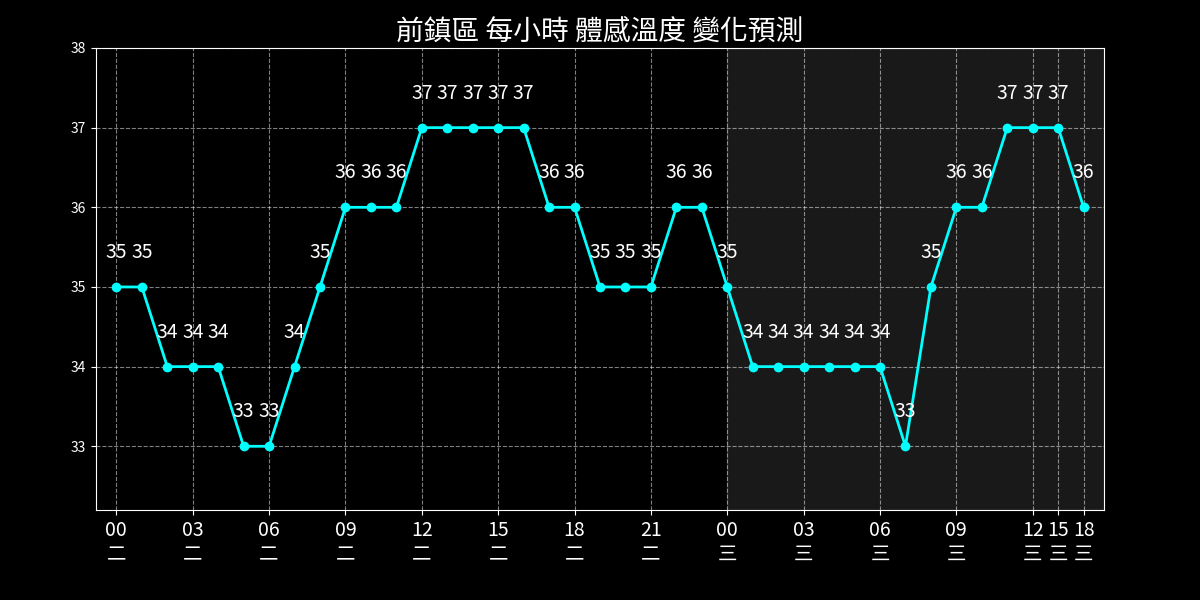 前鎮區 每小時 體感溫度 變化預測
38
37 37 37 37 37 37 37 37
37
36 36 36 36 36 36 36 36 36 36
36
35 35 35 35 35 35 35 35
35
34 34 34 34 34 34 34 34 34 34
34
33 33 33
33
00 03 06 09 12 15 18 21 00 03 06 09 12 15 18
二 二 二 二 二 二 二 二 三 三 三 三 三 三 三